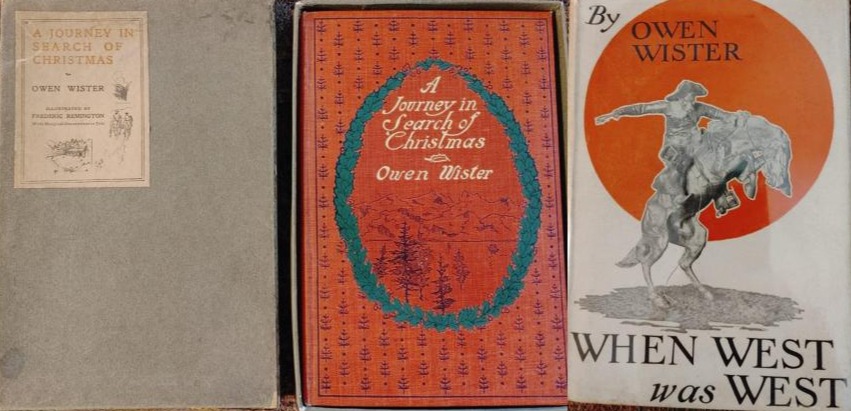 A JOURNEY IN
SEARCH OF
CHRISTMAS
OWEN WISTER
ILLUSTRATED BY
FREDERIC REMINGTON
A
Journey in
Search of
Christmas
Owen Wister
By OWEN
WISTER
WHEN WEST
was WEST